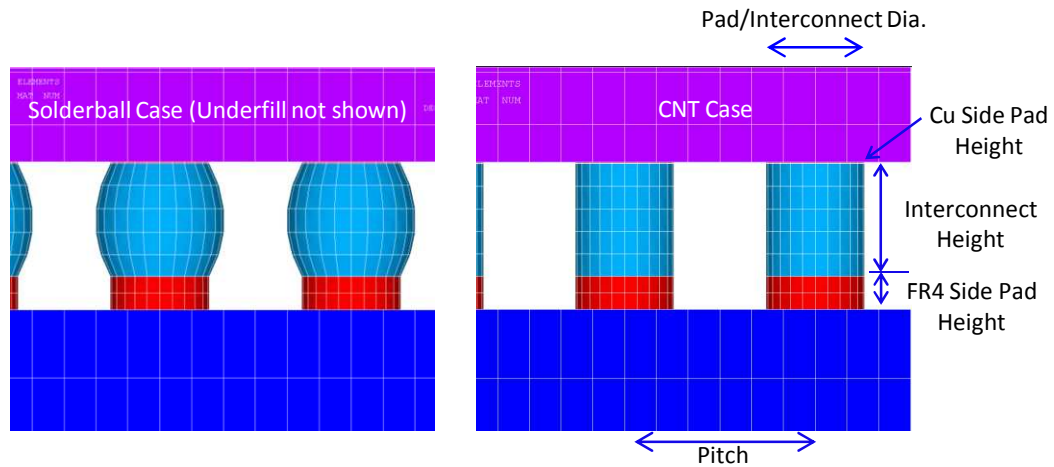 Pad/Interconnect Dia.
ELEMENTS
MAT NUM
Solderball Case (Underfill not shown)
ELEMENTS
MAT NUM
CNT Case
Cu Side Pad
Height
Interconnect
Height
FR4 Side Pad
Height
Pitch